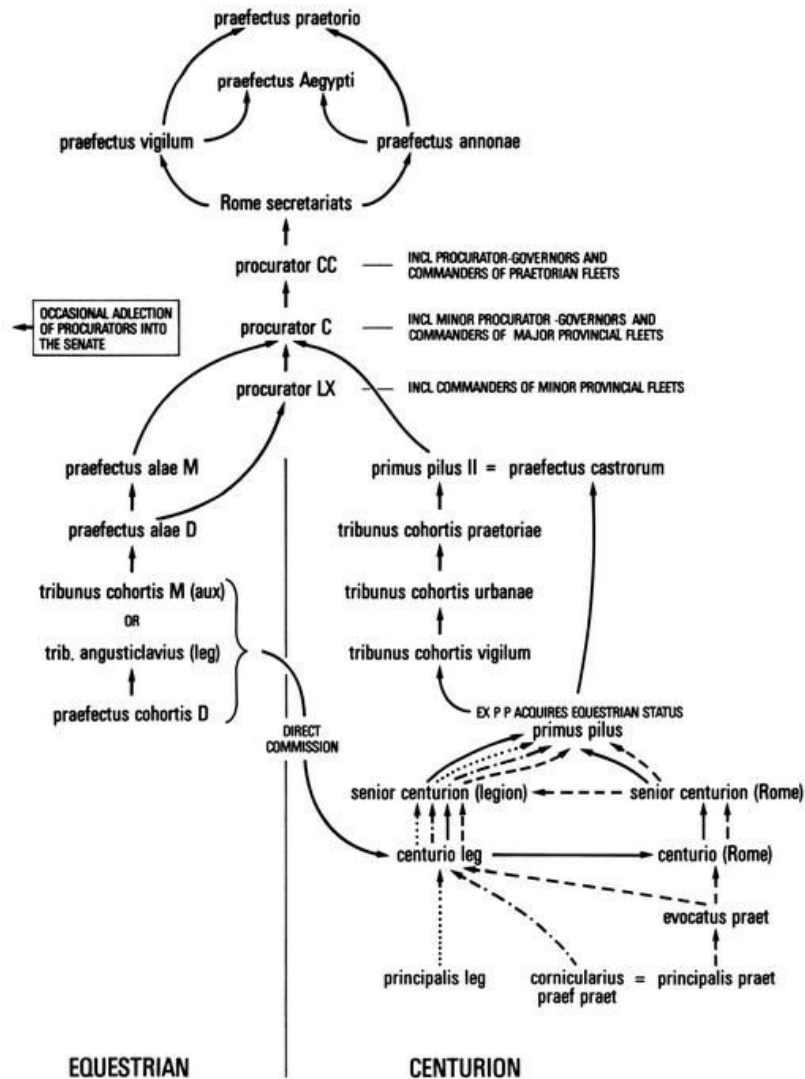 praefectus praetorio
praefectus Aegypti
praefectus vigilum
praefectus annonae
Rome secretariats
procurator CC
INCL PROCURATOR-GOVERNORS AND
COMMANDERS OF PRAETORIAN FLEETS
OCCASIONAL ADLECTION
OF PROCURATORS INTO
THE SENATE
procurator C
INCL MINOR PROCURATOR -GOVERNORS AND
COMMANDERS OF MAJOR PROVINCIAL FLEETS
procurator LX
INCL COMMANDERS OF MINOR PROVINCIAL FLEETS
praefectus alae M
primus pilus II = praefectus castrorum
praefectus alae D
tribunus cohortis praetoriae
tribunus cohortis M (aux)
tribunus cohortis urbanae
OR
trib. angusticlavius (leg)
tribunus cohortis vigilum
praefectus cohortis D
EX P P ACQUIRES EQUESTRIAN STATUS
primus pilus
DIRECT
COMMISSION
senior centurion (legion)
senior centurion (Rome)
centurio leg
centurio (Rome)
evocatus praet
principalis leg
cornicularius = principalis praet
praef praet
EQUESTRIAN
CENTURION